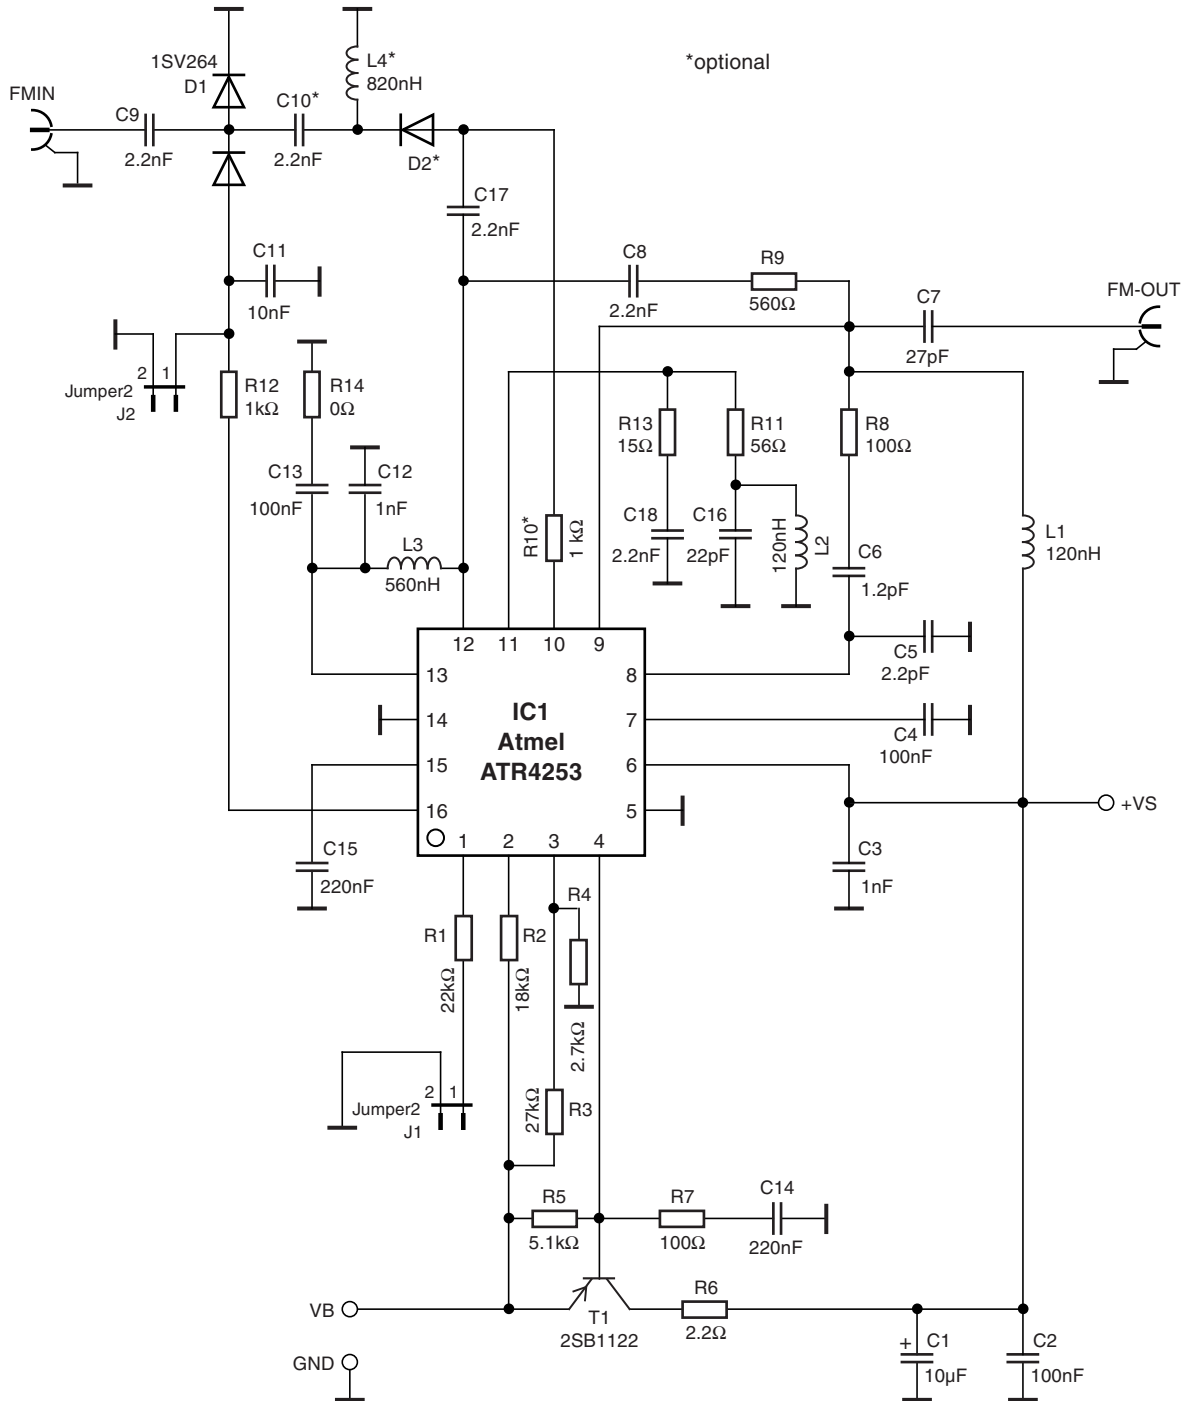 1SV264
D1
L4*
820nH
*optional
FMIN
C9
2.2nF
C10*
2.2nF
D2*
C17
2.2nF
C11
10nF
C8
2.2nF
R9
560Ω
C7
27pF
FM-OUT
2 1
Jumper2
J2
R12
1kΩ
R14
0Ω
R13
15Ω
R11
56Ω
R8
100Ω
C13
100nF
C12
1nF
R10*
1 kΩ
C18
2.2nF
C16
22pF
120nH
L2
C6
1.2pF
L1
120nH
L3
560nH
12 11 10 9
13
14
15
16
8
7
6
5
IC1
Atmel
ATR4253
1 2 3 4
C5
2.2pF
C4
100nF
+VS
C3
1nF
C15
220nF
R1
22kΩ
R2
18kΩ
R4
2.7kΩ
27kΩ
R3
2 1
Jumper2
J1
R5
5.1kΩ
R7
100Ω
C14
220nF
VB
T1
2SB1122
R6
2.2Ω
GND
+
C1
10µF
C2
100nF